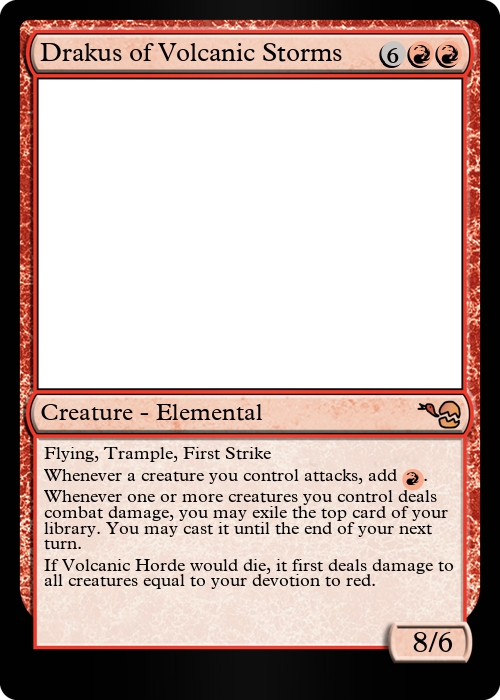 Drakus of Volcanic Storms 6
Creature - Elemental
Flying, Trample, First Strike
Whenever a creature you control attacks, add .
Whenever one or more creatures you control deals
combat damage, you may exile the top card of your
library. You may cast it until the end of your next
turn.
If Volcanic Horde would die, it first deals damage to
all creatures equal to your devotion to red.
8/6